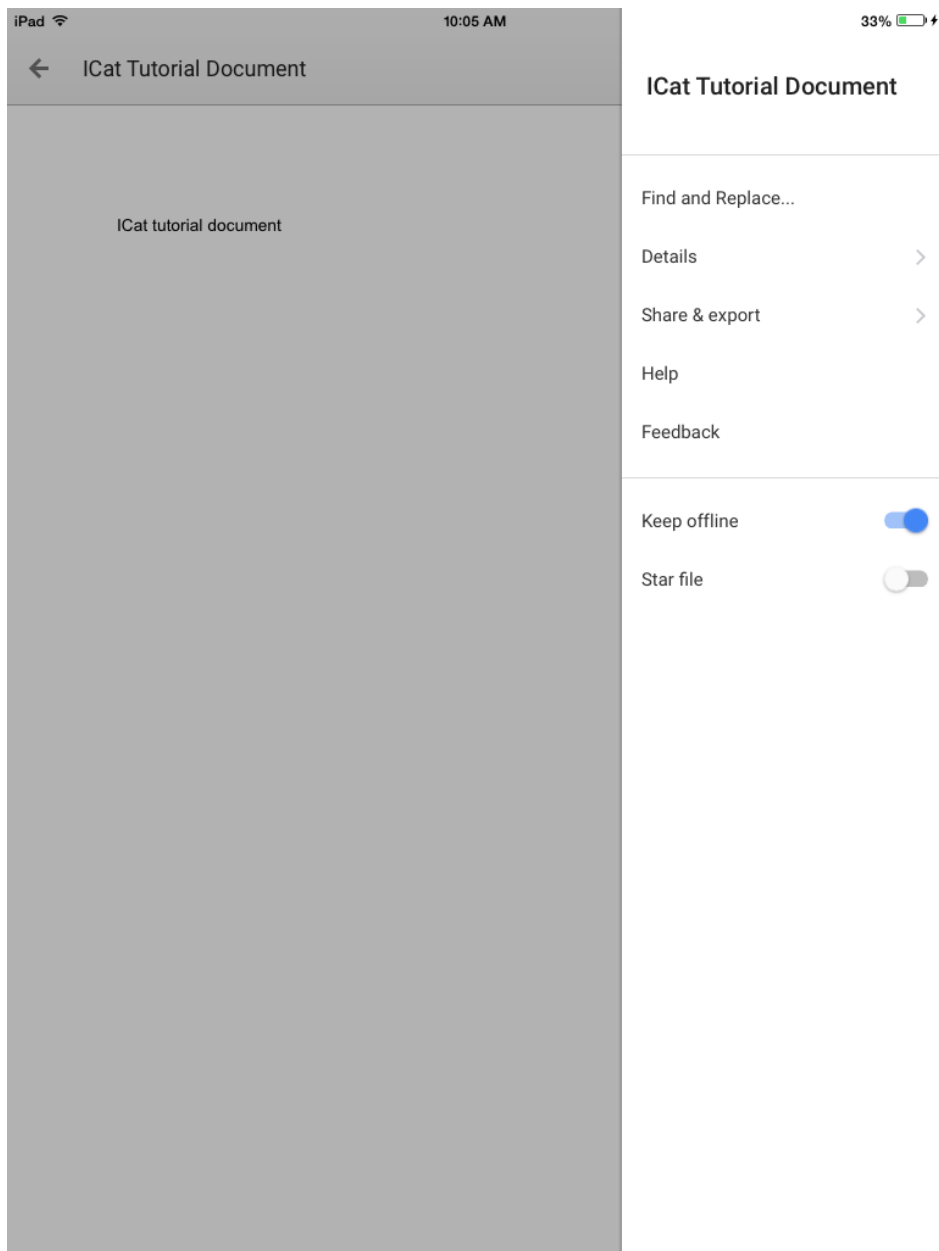 iPad 10:05 AM 33%
ICat Tutorial Document
ICat tutorial document
ICat Tutorial Document
Find and Replace...
Details
Share & export
Help
Feedback
Keep offline
Star file